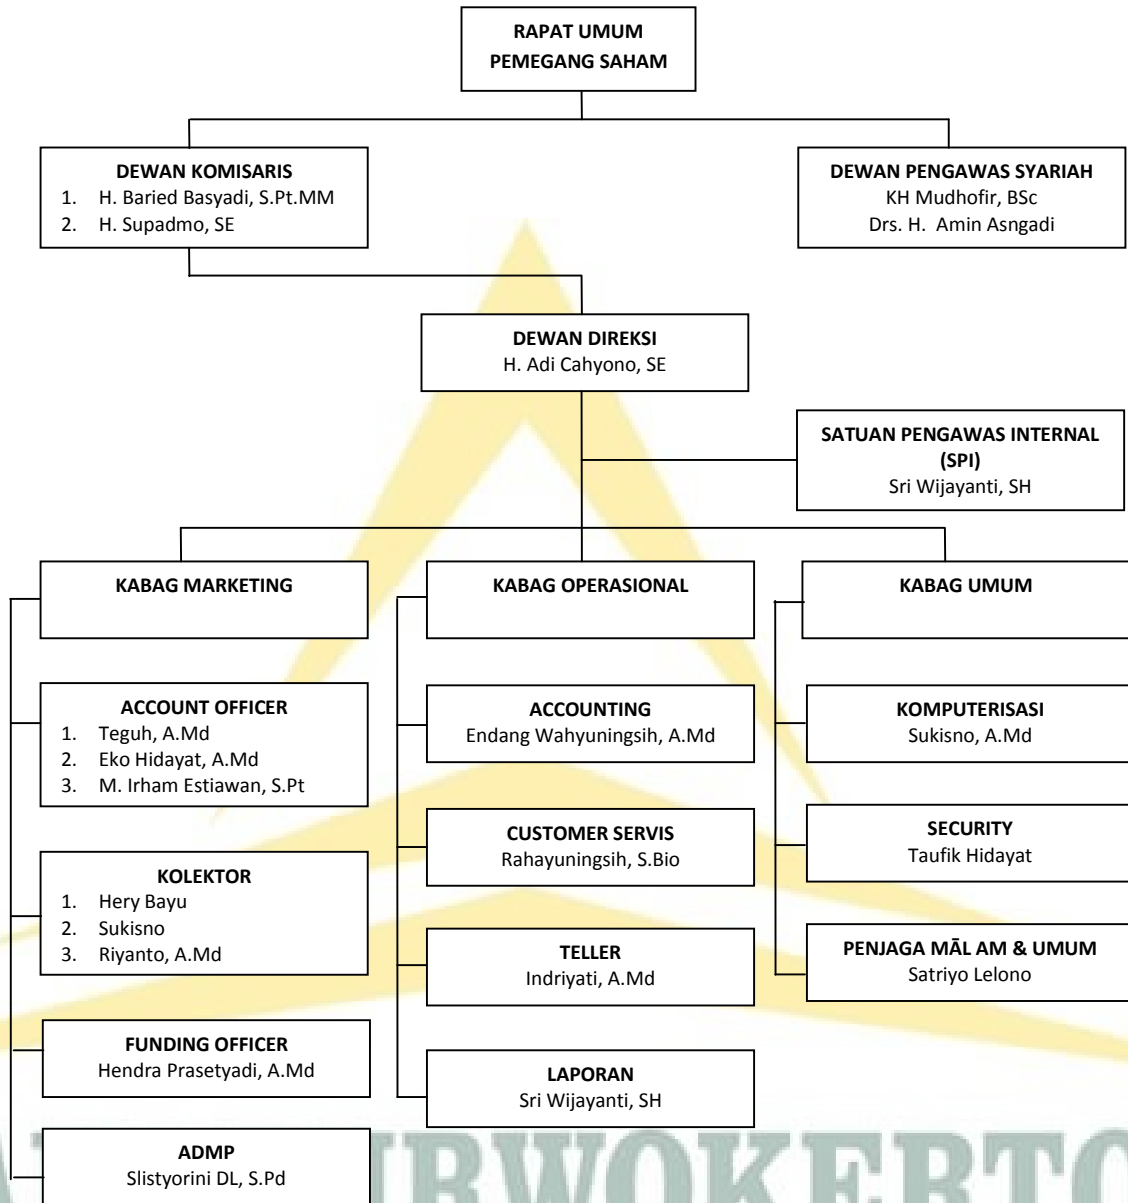 RAPAT UMUM
PEMEGANG SAHAM
DEWAN KOMISARIS
1. H. Baried Basyadi, S.Pt.MM
2. H. Supadmo, SE
DEWAN PENGAWAS SYARIAH
KH Mudhofir, BSc
Drs. H. Amin Asngadi
DEWAN DIREKSI
H. Adi Cahyono, SE
SATUAN PENGAWAS INTERNAL
(SPI)
Sri Wijayanti, SH
KABAG MARKETING
KABAG OPERASIONAL
KABAG UMUM
ACCOUNT OFFICER
1. Teguh, A.Md
2. Eko Hidayat, A.Md
3. M. Irham Estiawan, S.Pt
KOLEKTOR
1. Hery Bayu
2. Sukisno
3. Riyanto, A.Md
FUNDING OFFICER
Hendra Prasetyadi, A.Md
ADMP
Slistyorini DL, S.Pd
ACCOUNTING
Endang Wahyuningsih, A.Md
CUSTOMER SERVIS
Rahayuningsih, S.Bio
TELLER
Indriyati, A.Md
LAPORAN
Sri Wijayanti, SH
KOMPUTERISASI
Sukisno, A.Md
SECURITY
Taufik Hidayat
PENJAGA MĀL AM & UMUM
Satriyo Lelono